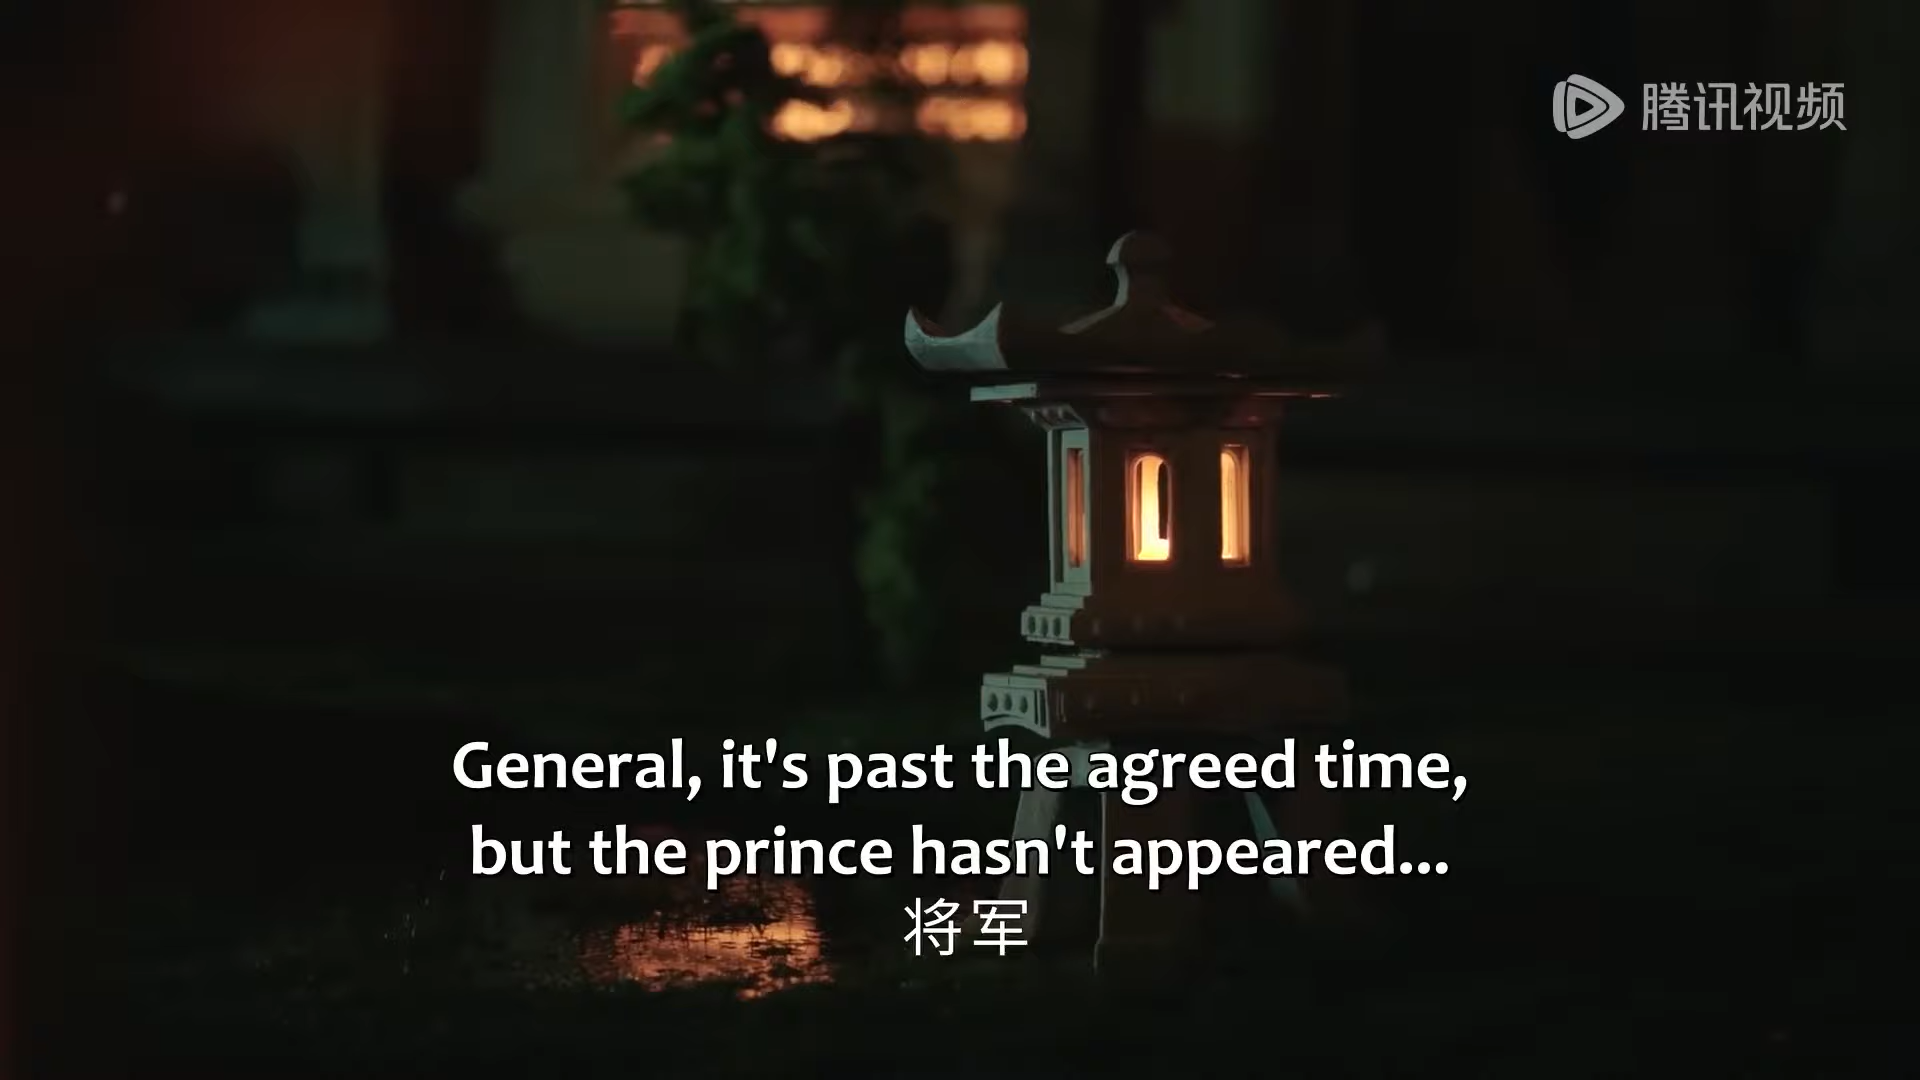 腾讯视频
General, it's past the agreed time,
but the prince hasn't appeared...
将军